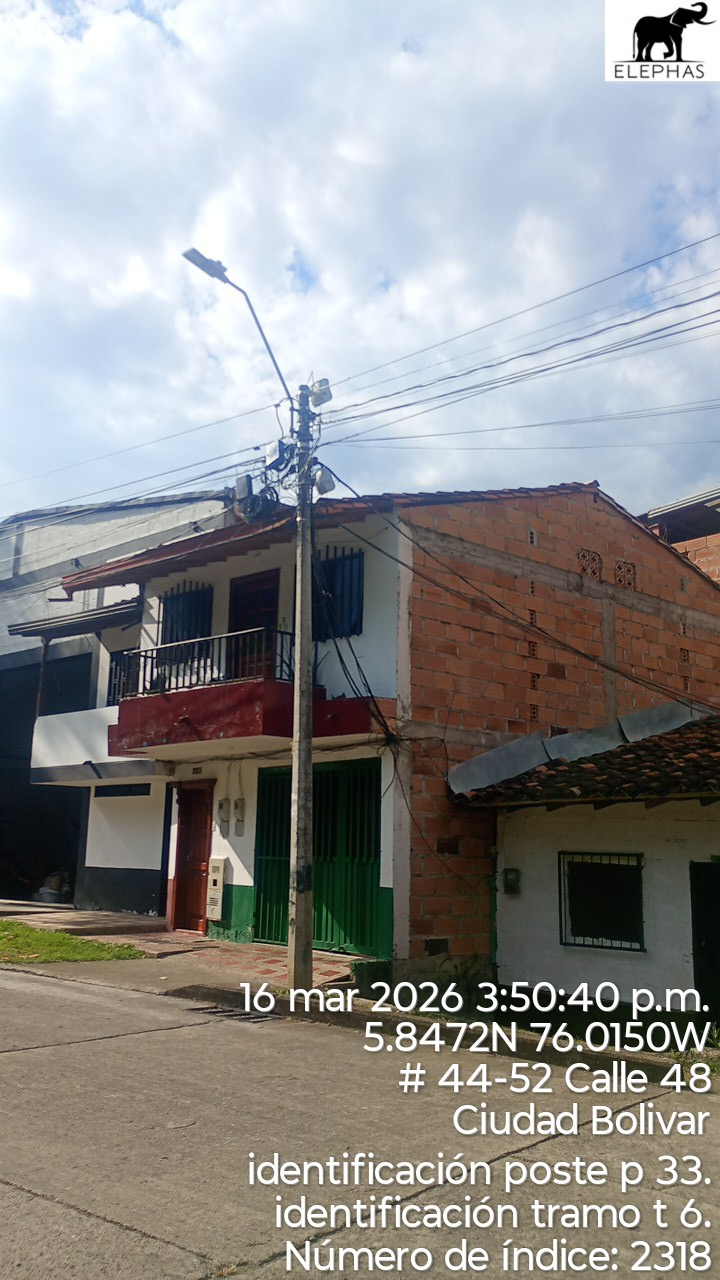 ELEPHAS
16 mar 2026 3:50:40 p.m.
5.8472N 76.0150W
# 44-52 Calle 48
Ciudad Bolivar
identificación poste p 33.
identificación tramo t 6.
Número de índice: 2318